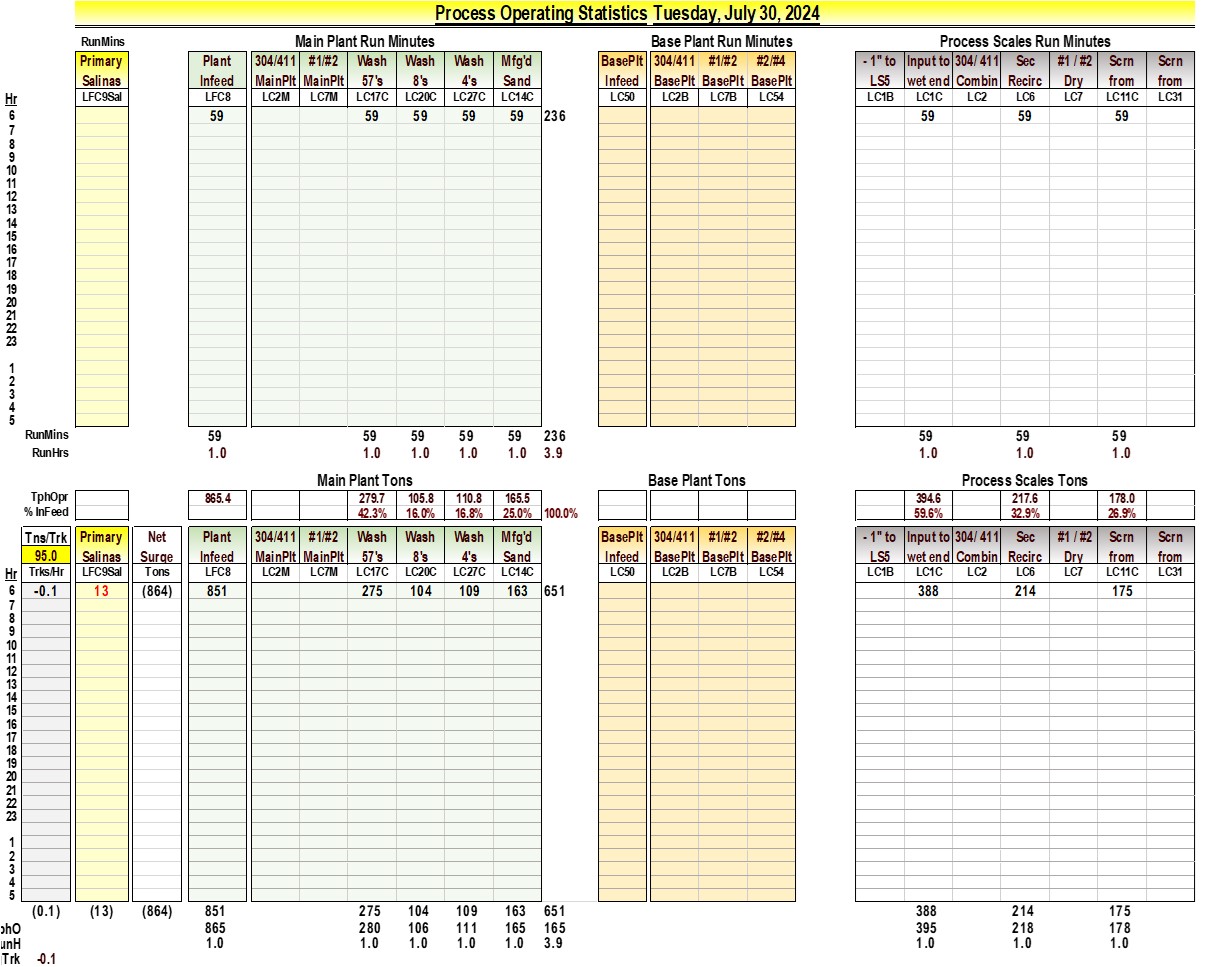 Process Operating Statistics Tuesday, July 30, 2024
RunMins Main Plant Run Minutes Base Plant Run Minutes Process Scales Run Minutes
Primary Plant 304/411 #1/#2 Wash Wash Wash Mfg'd BasePlt 304/411 #1/#2 #2/#4 - 1" to Input to 304/ 411 Sec #1 / #2 Scrn Scrn
Salinas Infeed MainPlt MainPlt 57's 8's 4's Sand Infeed BasePlt BasePlt BasePlt LS5 wet end Combin Recirc Dry from from
Hr LFC9Sal LFC8 LC2M LC7M LC17C LC20C LC27C LC14C LC50 LC2B LC7B LC54 LC1B LC1C LC2 LC6 LC7 LC11C LC31
6 59 59 59 59 59 236 59 59 59
7
8
9
10
11
12
13
14
15
16
17
18
19
20
21
22
23
1
2
3
4
5
RunMins 59 59 59 59 59 236 59 59 59
RunHrs 1.0 1.0 1.0 1.0 1.0 3.9 1.0 1.0 1.0
Main Plant Tons Base Plant Tons Process Scales Tons
TphOpr 865.4 279.7 105.8 110.8 165.5 394.6 217.6 178.0
% InFeed 42.3% 16.0% 16.8% 25.0% 100.0% 59.6% 32.9% 26.9%
Tns/Trk Primary Net Plant 304/411 #1/#2 Wash Wash Wash Mfg'd BasePlt 304/411 #1/#2 #2/#4 - 1" to Input to 304/ 411 Sec #1 / #2 Scrn Scrn
95.0 Salinas Surge Infeed MainPlt MainPlt 57's 8's 4's Sand Infeed BasePlt BasePlt BasePlt LS5 wet end Combin Recirc Dry from from
Hr Trks/Hr LFC9Sal Tons LFC8 LC2M LC7M LC17C LC20C LC27C LC14C LC50 LC2B LC7B LC54 LC1B LC1C LC2 LC6 LC7 LC11C LC31
6 -0.1 13 (864) 851 275 104 109 163 651 388 214 175
7
8
9
10
11
12
13
14
15
16
17
18
19
20
21
22
23
1
2
3
4
5
(0.1) (13) (864) 851 275 104 109 163 651 388 214 175
phO 865 280 106 111 165 165 395 218 178
unH 1.0 1.0 1.0 1.0 1.0 3.9 1.0 1.0 1.0
Trk -0.1